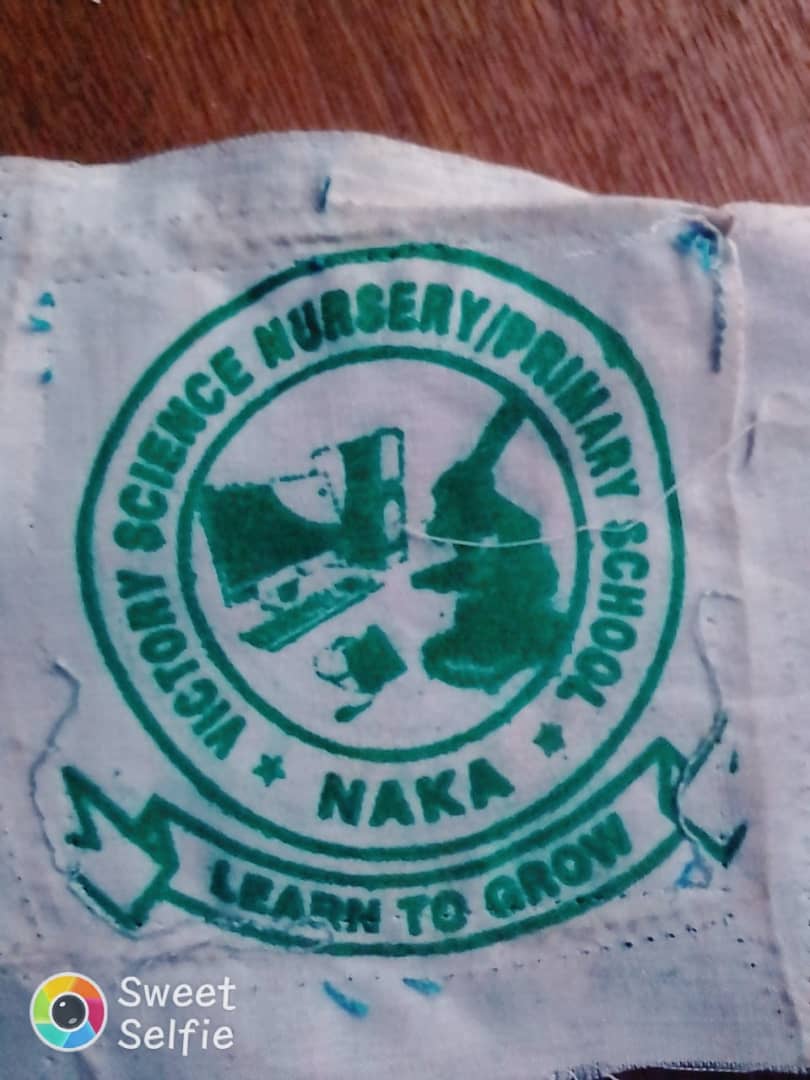 VICTORY SCIENCE NURSERY/PRIMARY SCHOOL
NAKA
LEARN TO GROW
Sweet
Selfie